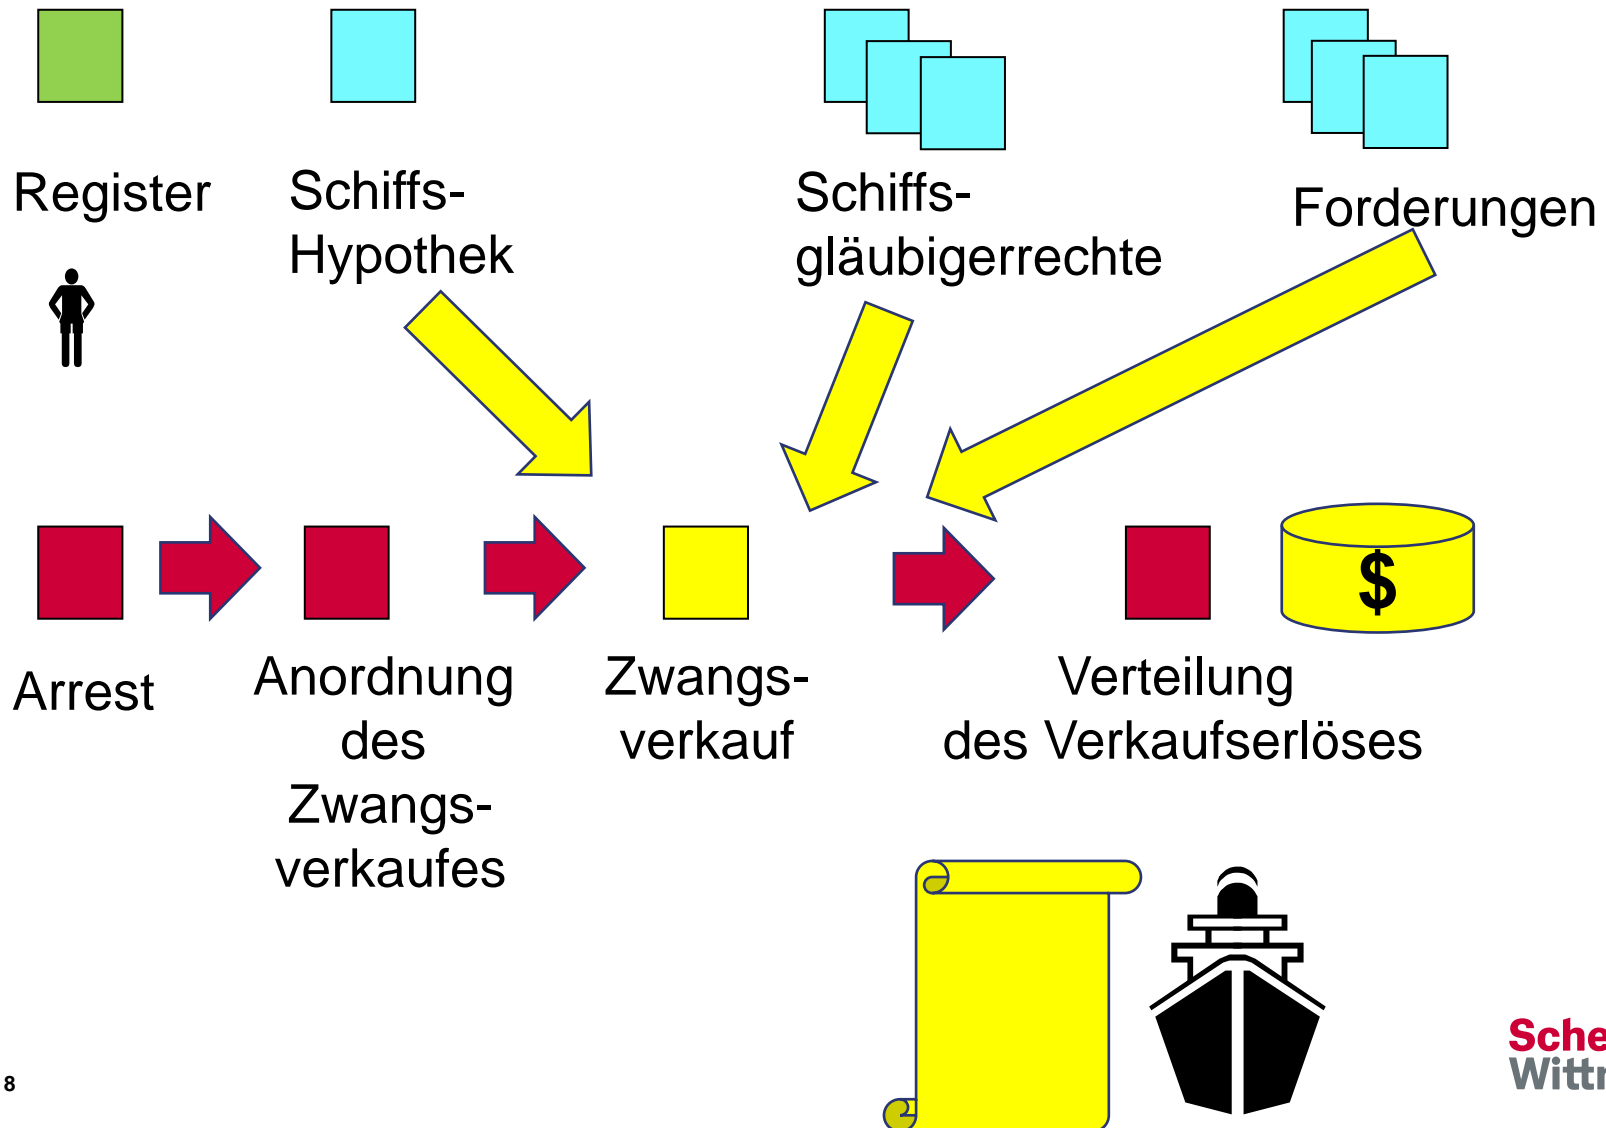 Register
Schiffs-
Hypothek
Schiffs-
gläubigerrechte
Forderungen
Arrest
Anordnung
des
Zwangs-
verkaufes
Zwangs-
verkauf
Verteilung
des Verkaufserlöses
$
8